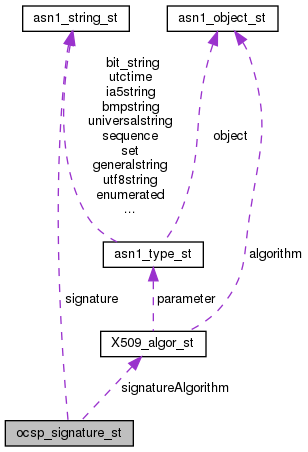 asn1_string_st
asn1_object_st
bit_string
utctime
ia5string
bmpstring
universalstring
sequence
set
generalstring
utf8string
enumerated
...
object
asn1_type_st
algorithm
signature
parameter
X509_algor_st
signatureAlgorithm
ocsp_signature_st